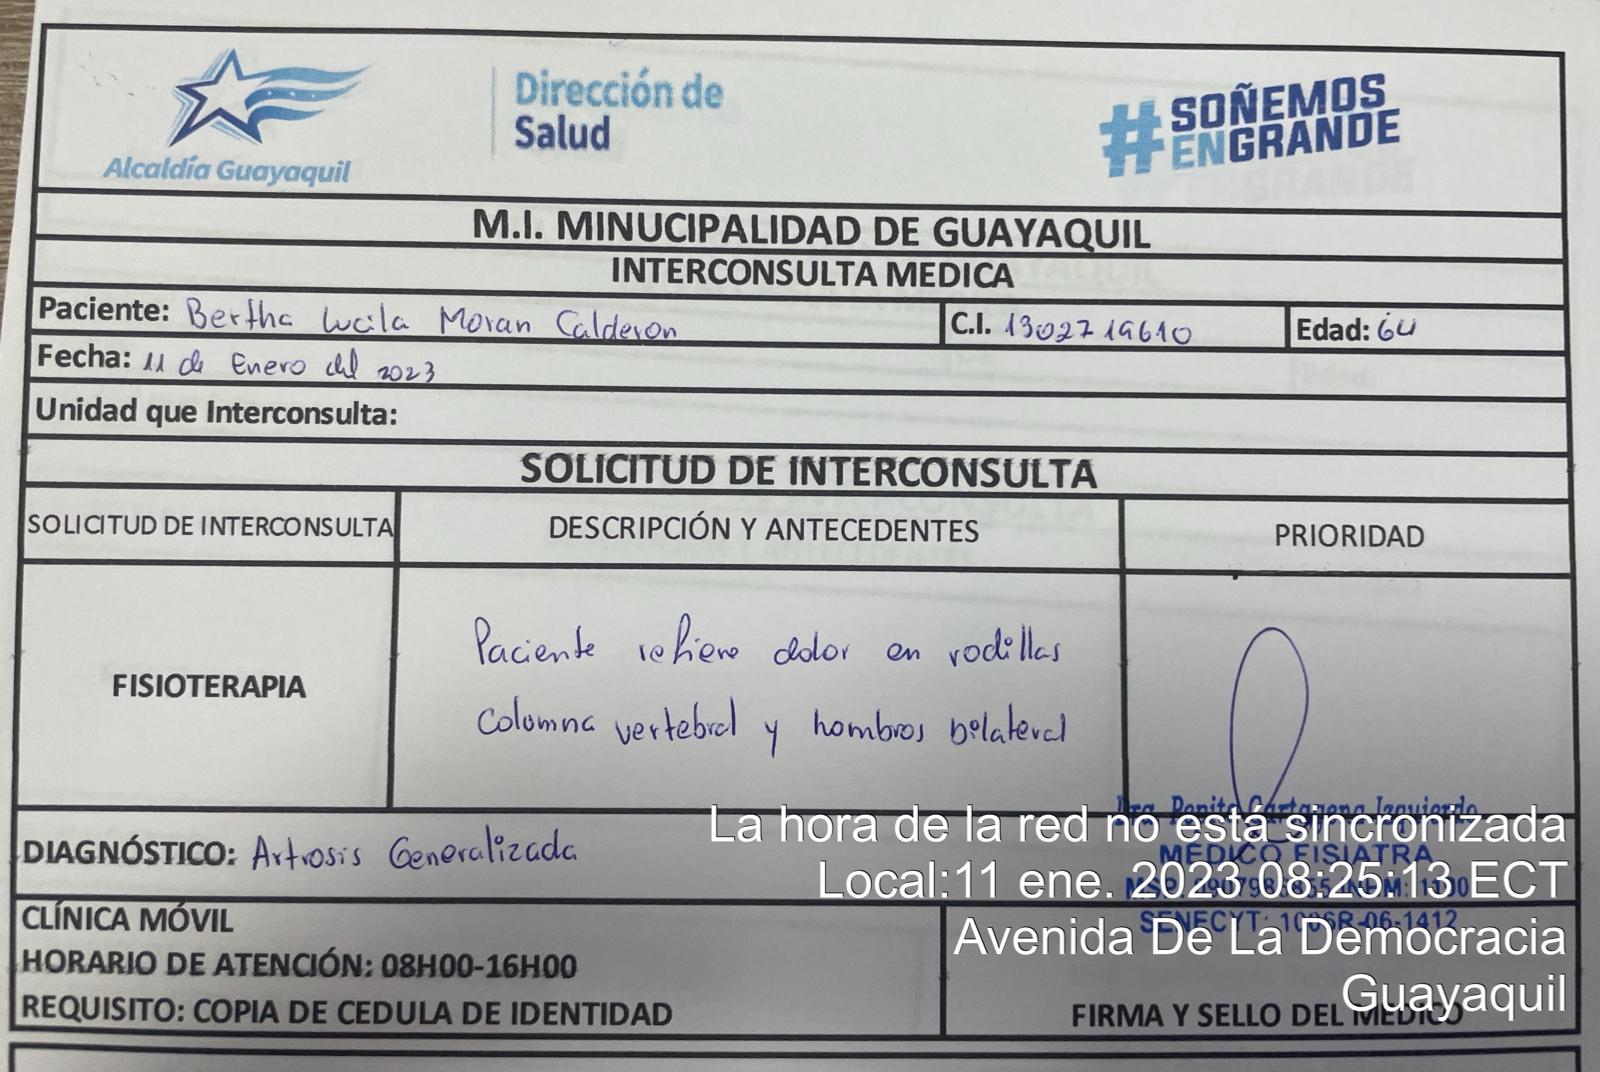 Alcaldía Guayaquil
Dirección de
Salud
#SOÑEMOS
ENGRANDE
M.I. MINUCIPALIDAD DE GUAYAQUIL
INTERCONSULTA MEDICA
Paciente: Bertha Lucila Moran Calderon C.I. 1302719610 Edad: 64
Fecha: 11 de Enero del 2023
Unidad que Interconsulta:
SOLICITUD DE INTERCONSULTA
SOLICITUD DE INTERCONSULTA DESCRIPCIÓN Y ANTECEDENTES PRIORIDAD
FISIOTERAPIA
Paciente refiere dolor en rodillas
columna vertebral y hombros bilateral
DIAGNÓSTICO: Artrosis Generalizada
Dra. Cartagena Izquierdo
MEDICO FISIATRA
SENECYT: 1006R-06-1412
CLÍNICA MÓVIL
HORARIO DE ATENCIÓN: 08H00-16H00
REQUISITO: COPIA DE CEDULA DE IDENTIDAD
FIRMA Y SELLO DEL MEDICO
La hora de la red no está sincronizada
Local:11 ene. 2023 08:25:13 ECT
Avenida De La Democracia
Guayaquil